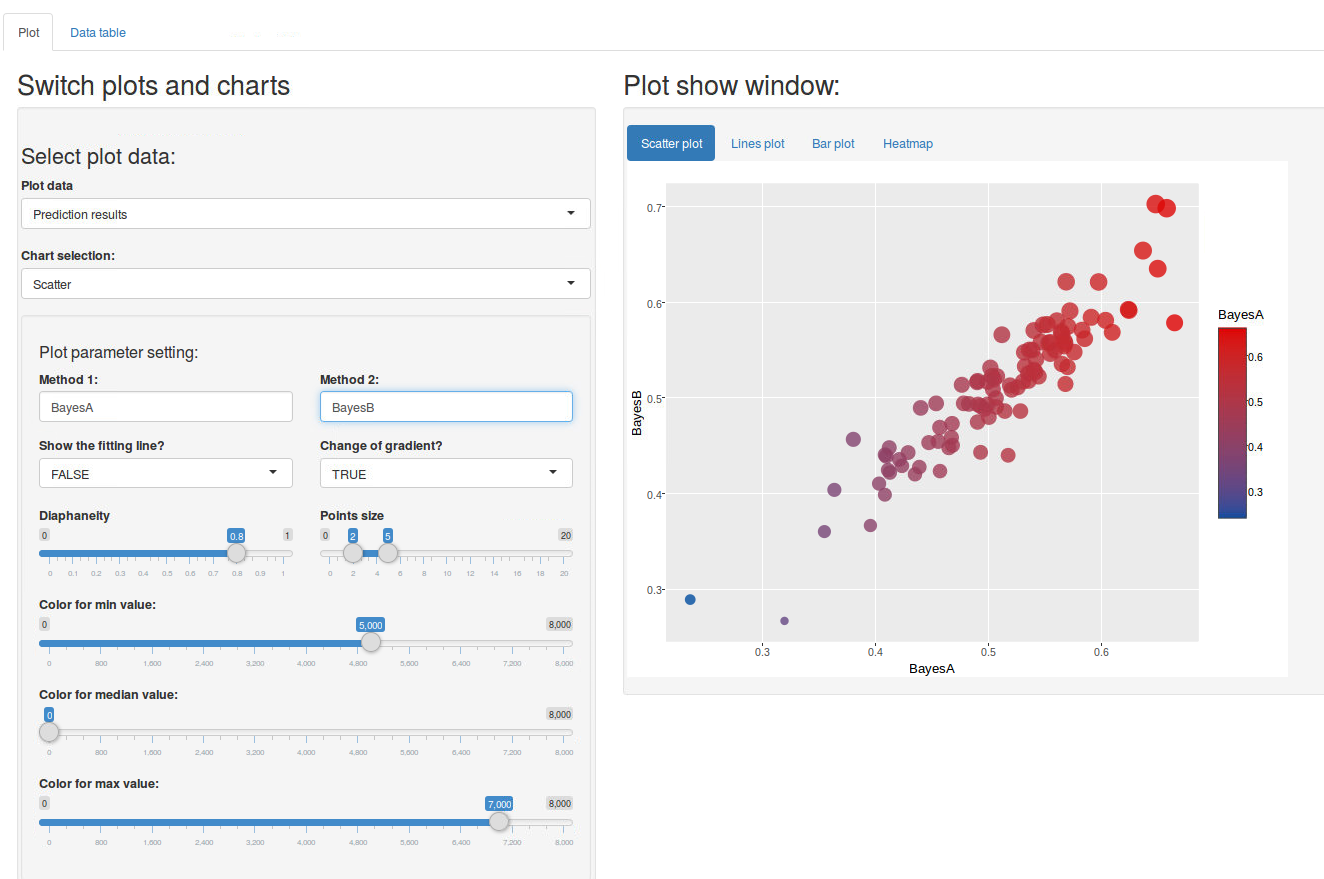 Plot Data table
Switch plots and charts
Select plot data:
Plot data
Prediction results
Chart selection:
Scatter
Plot parameter setting:
Method 1: Method 2:
BayesA BayesB
Show the fitting line? Change of gradient?
FALSE TRUE
Diaphaneity Points size
0 0.8 1 0 2 5 20
0 0.1 0.2 0.3 0.4 0.5 0.6 0.7 0.8 0.9 1 0 2 4 6 8 10 12 14 16 18 20
Color for min value:
0 5,000 8,000
0 800 1,600 2,400 3,200 4,000 4,800 5,600 6,400 7,200 8,000
Color for median value:
0 8,000
0 800 1,600 2,400 3,200 4,000 4,800 5,600 6,400 7,200 8,000
Color for max value:
0 7,000 8,000
0 800 1,600 2,400 3,200 4,000 4,800 5,600 6,400 7,200 8,000
Plot show window:
Scatter plot Lines plot Bar plot Heatmap
0.7
0.6
0.5
0.4
0.3
BayesB
0.3 0.4 0.5 0.6
BayesA
BayesA
0.6
0.5
0.4
0.3